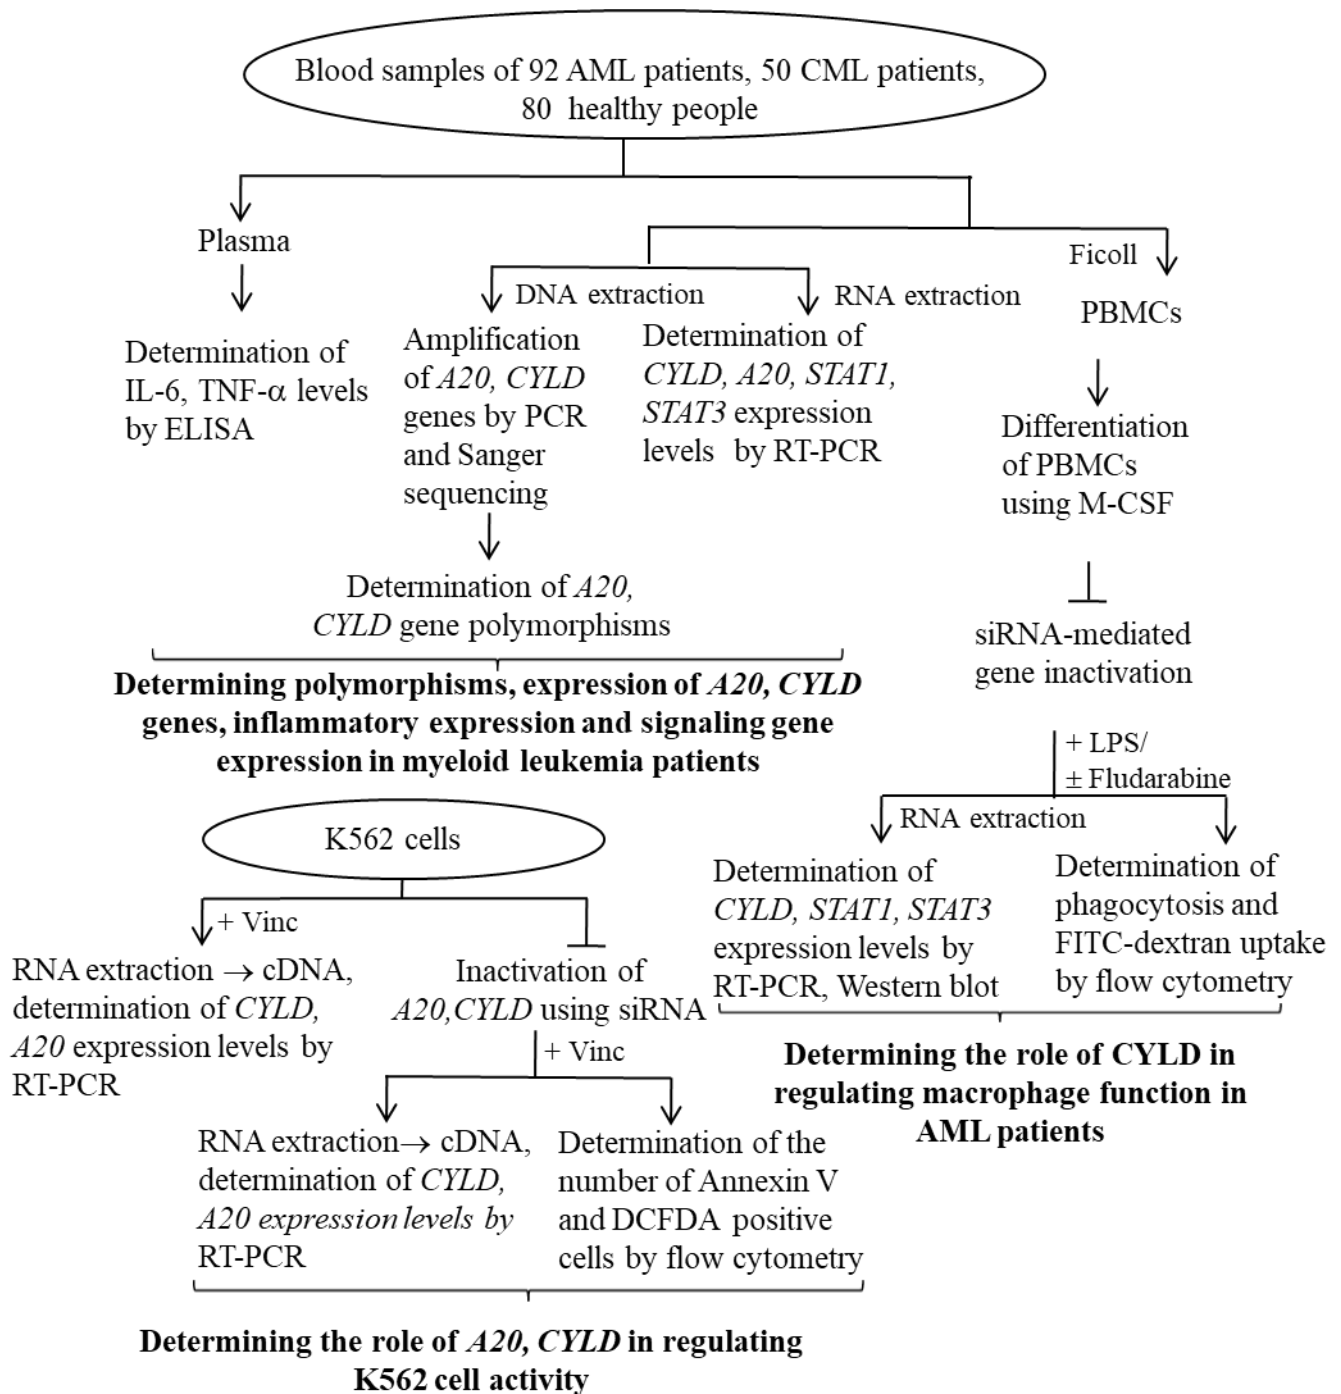 Blood samples of 92 AML patients, 50 CML patients,
80 healthy people
Plasma
Determination of
IL-6, TNF-α levels
by ELISA
DNA extraction
Amplification
of A20, CYLD
genes by PCR
and Sanger
sequencing
Determination of A20,
CYLD gene polymorphisms
RNA extraction
Determination of
CYLD, A20, STAT1,
STAT3 expression
levels by RT-PCR
Ficoll
PBMCs
Differentiation
of PBMCs
using M-CSF
siRNA-mediated
gene inactivation
+ LPS/
± Fludarabine
RNA extraction
Determination of
CYLD, STAT1, STAT3
expression levels by
RT-PCR, Western blot
Determination of
phagocytosis and
FITC-dextran uptake
by flow cytometry
Determining the role of CYLD in
regulating macrophage function in
AML patients
Determining polymorphisms, expression of A20, CYLD
genes, inflammatory expression and signaling gene
expression in myeloid leukemia patients
K562 cells
+ Vinc
RNA extraction → cDNA,
determination of CYLD,
A20 expression levels by
RT-PCR
Inactivation of
A20,CYLD using siRNA
+ Vinc
RNA extraction→ cDNA,
determination of CYLD,
A20 expression levels by
RT-PCR
Determination of the
number of Annexin V
and DCFDA positive
cells by flow cytometry
Determining the role of A20, CYLD in regulating
K562 cell activity